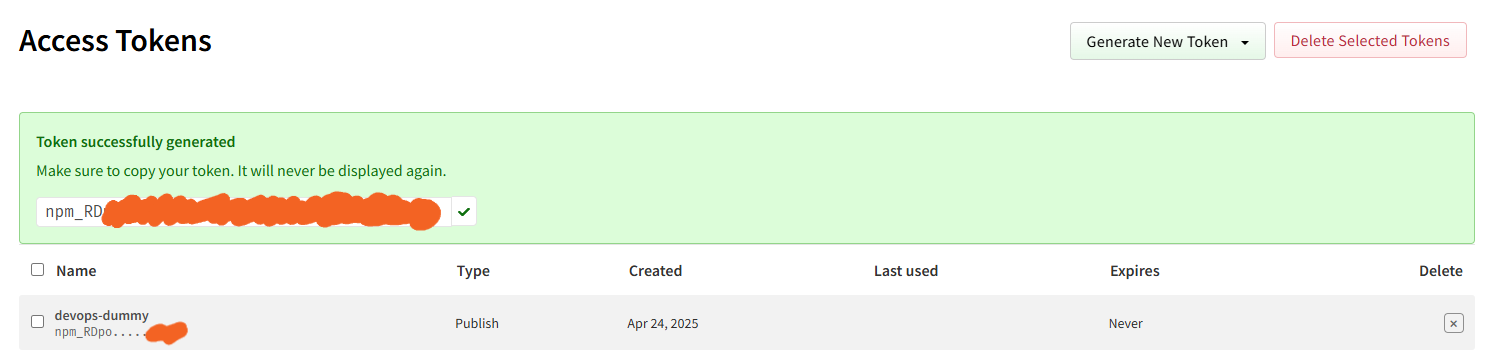 Access Tokens
Generate New Token
Delete Selected Tokens
Token successfully generated
Make sure to copy your token. It will never be displayed again.
npm_RD
Name Type Created Last used Expires Delete
devops-dummy
npm_RDpo.....
Publish Apr 24, 2025 Never